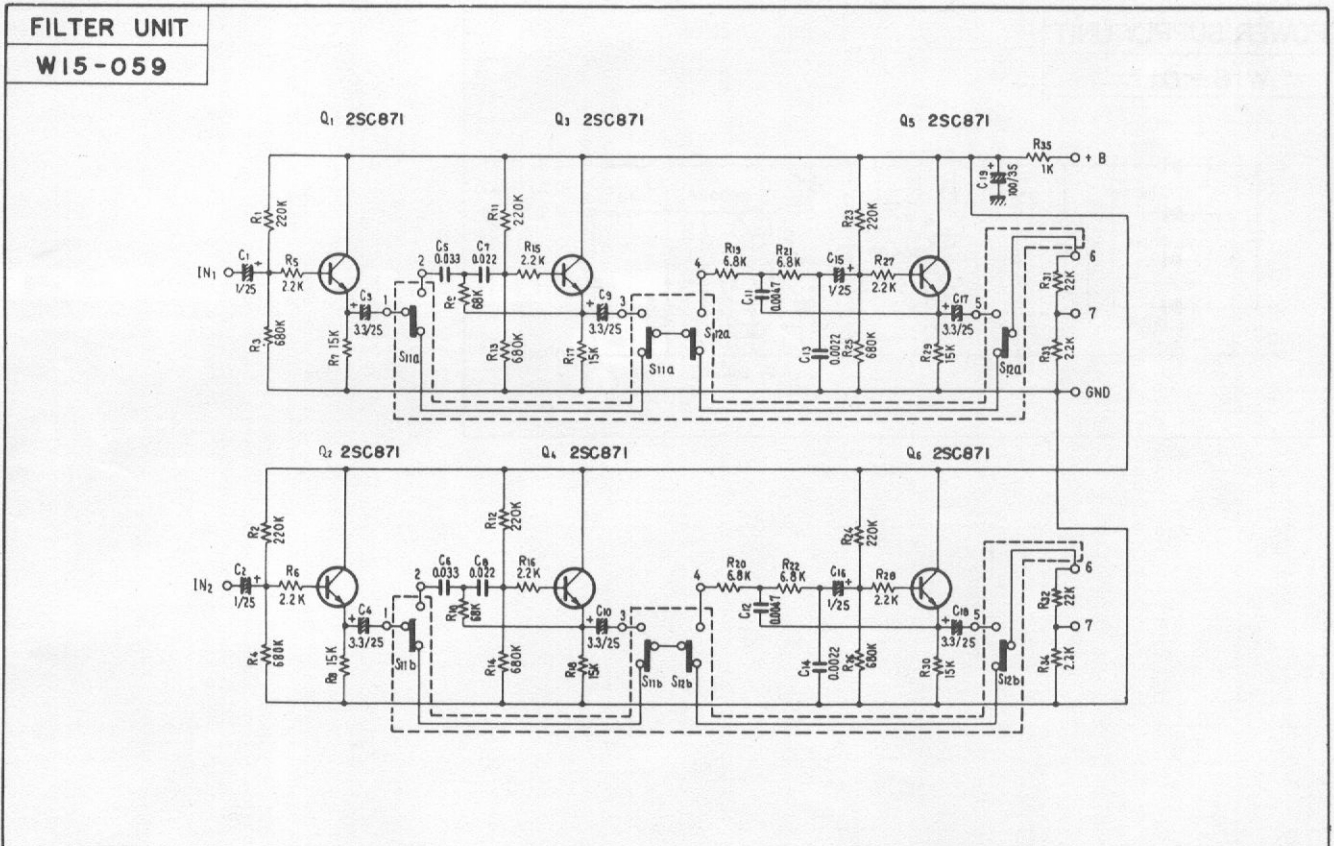 FILTER UNIT
W15-059
Q1 2SC871
Q3 2SC871
Q5 2SC871
R35
1K
+ B
C19 +
100/35
R1
220K
R11
220K
R23
220K
C1
+
IN1
1/25
R5
2.2K
C5
0.033
C7
0.022
R15
2.2K
2
R9
68K
4
R19
6.8K
R21
6.8K
C15
+
1/25
R27
2.2K
6
R31
22K
C11
0.0047
+ C3
3.3/25
1
+ C9
3.3/25
3
+ C17
3.3/25
5
7
R3
680K
R7 15K
S11a
R13
680K
R17
15K
S11a
S12a
C13
0.0022
R25
680K
R29
15K
S12a
R33
2.2K
GND
Q2 2SC871
Q4 2SC871
Q6 2SC871
R2
220K
R12
220K
R24
220K
C2
+
IN2
1/25
R6
2.2K
C6
0.033
C8
0.022
R16
2.2K
2
R10
68K
4
R20
6.8K
R22
6.8K
C16
+
1/25
R28
2.2K
6
R32
22K
C12
0.0047
+ C4
3.3/25
1
+ C10
3.3/25
3
+ C18
3.3/25
5
7
R4
680K
R8 15K
S11b
R14
680K
R18
15K
S11b
S12b
C14
0.0022
680K
R30
15K
S12b
R34
2.2K